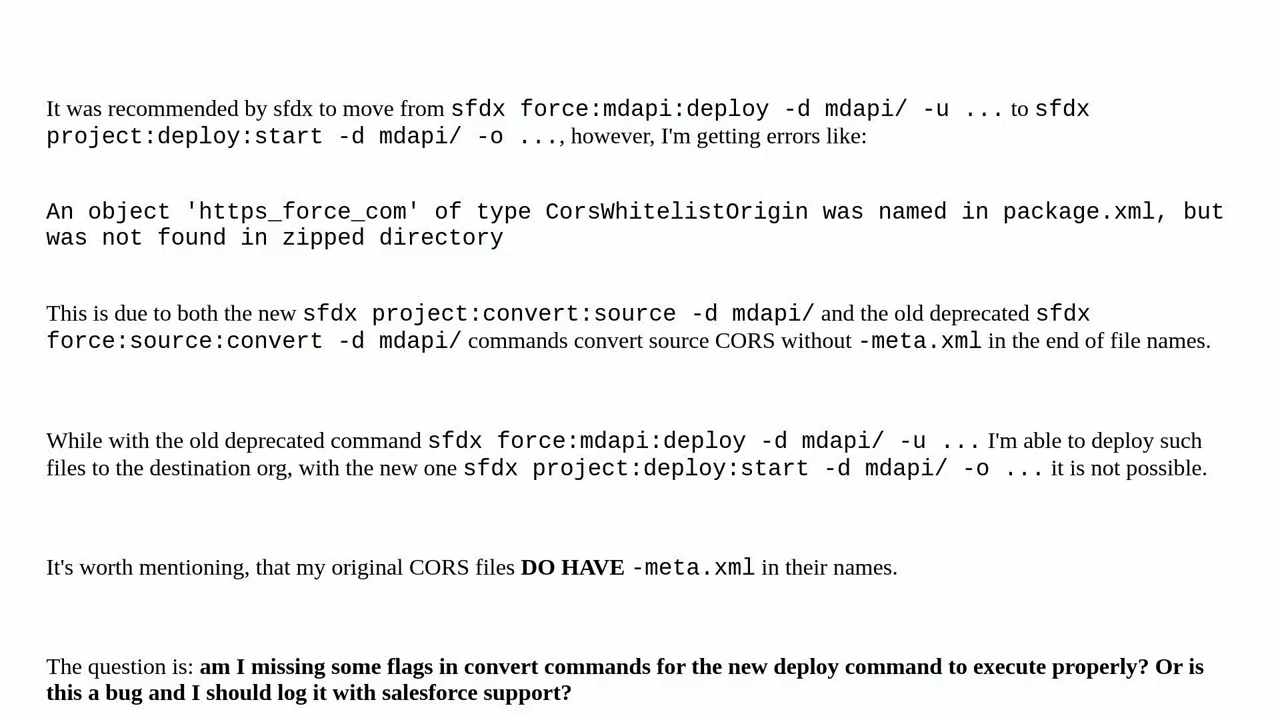 It was recommended by sfdx to move from sfdx force:mdapi:deploy -d mdapi/ -u ... to sfdx
project:deploy:start -d mdapi/ -o ..., however, I'm getting errors like:
An object 'https_force_com' of type CorsWhitelistOrigin was named in package.xml, but
was not found in zipped directory
This is due to both the new sfdx project:convert:source -d mdapi/ and the old deprecated sfdx
force:source:convert -d mdapi/ commands convert source CORS without -meta.xml in the end of file names.
While with the old deprecated command sfdx force:mdapi:deploy -d mdapi/ -u ... I'm able to deploy such
files to the destination org, with the new one sfdx project:deploy:start -d mdapi/ -o ... it is not possible.
It's worth mentioning, that my original CORS files DO HAVE -meta.xml in their names.
The question is: am I missing some flags in convert commands for the new deploy command to execute properly? Or is
this a bug and I should log it with salesforce support?